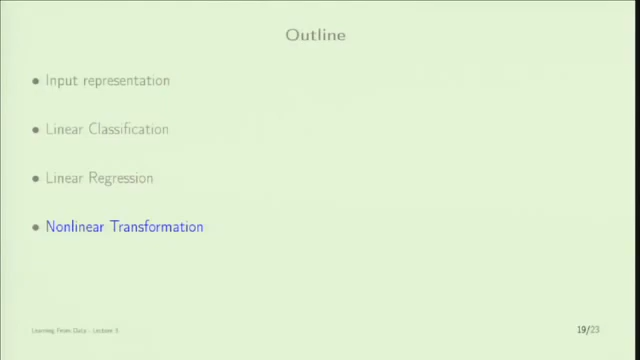 Outline
• Input representation
• Linear Classification
• Linear Regression
• Nonlinear Transformation
Learning From Data - Lecture 3
19/23